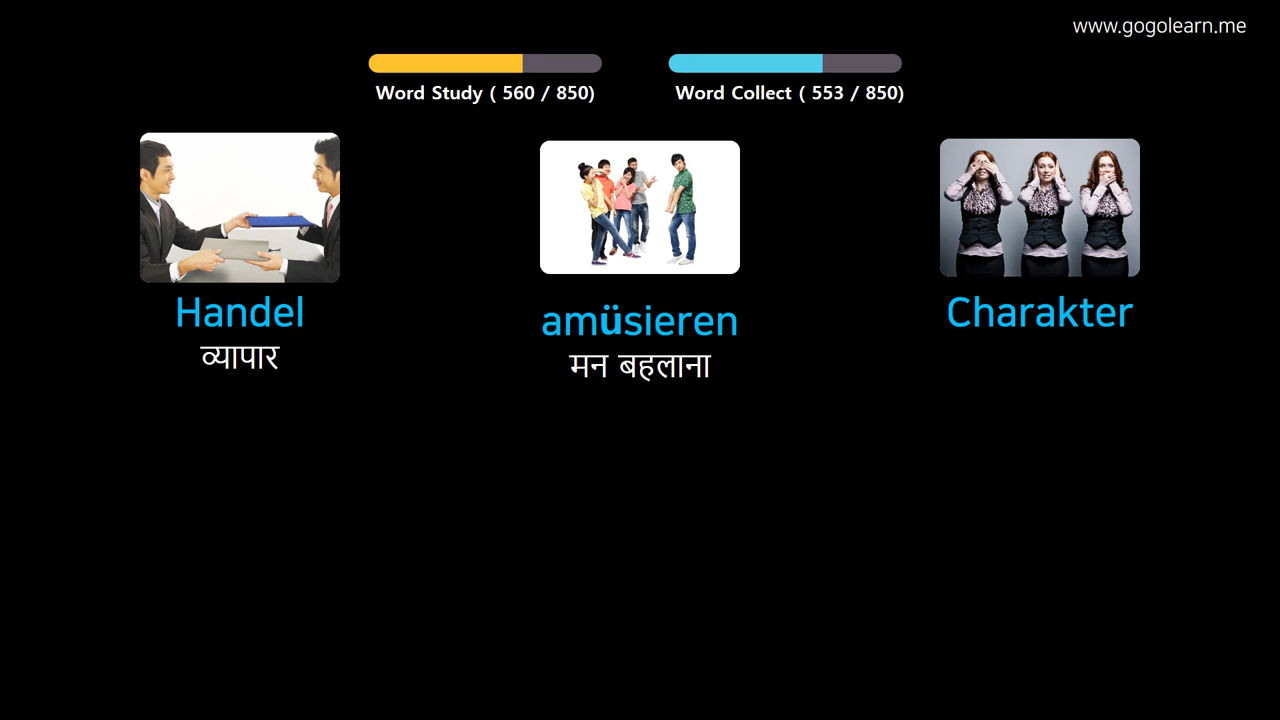 www.gogolearn.me
Word Study ( 560 / 850)
Word Collect ( 553 / 850)
Handel
व्यापार
amüsieren
मन बहलाना
Charakter